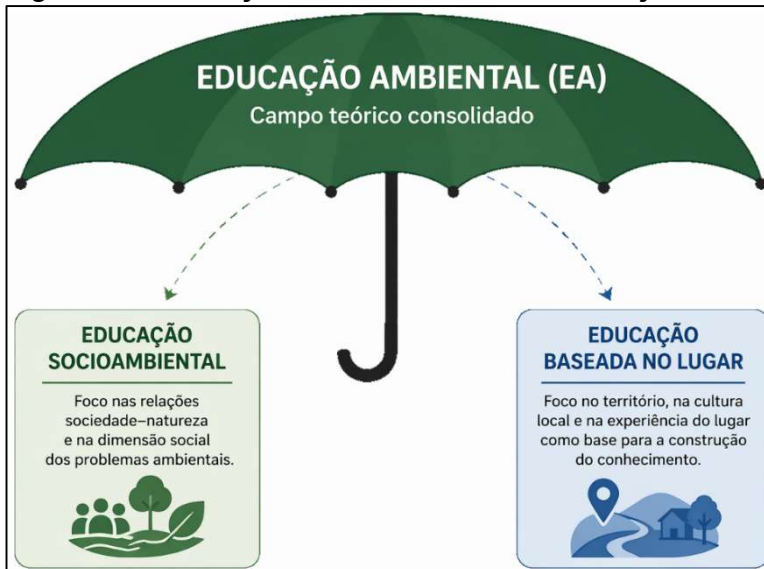 EDUCAÇÃO AMBIENTAL (EA)
Campo teórico consolidado
EDUCAÇÃO
SOCIOAMBIENTAL
Foco nas relações
sociedade–natureza
e na dimensão social
dos problemas ambientais.
EDUCAÇÃO
BASEADA NO LUGAR
Foco no território, na cultura
local e na experiência do lugar
como base para a construção
do conhecimento.